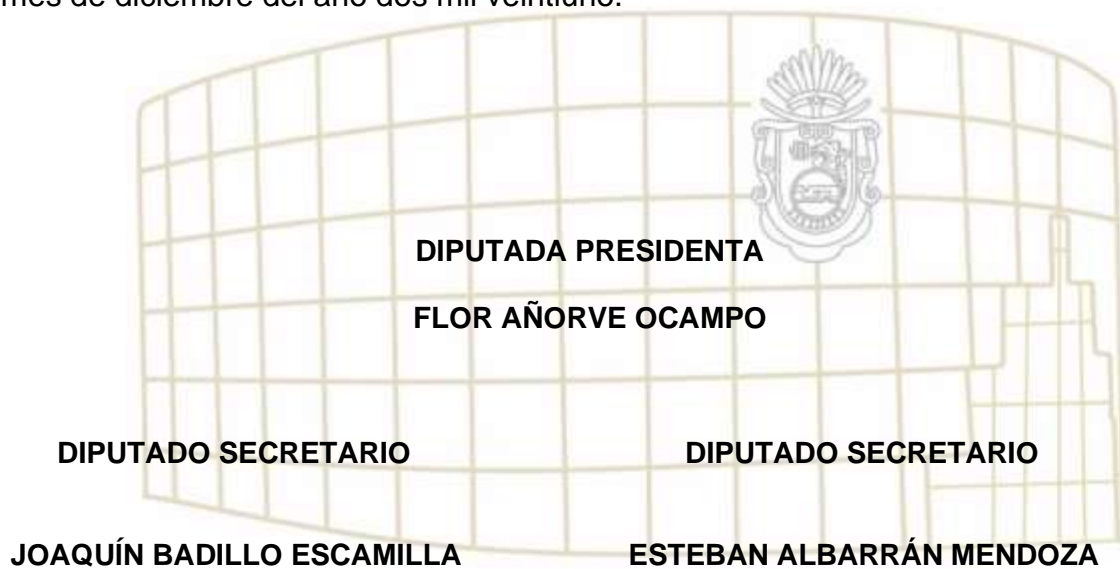 mes de diciembre del año dos mil veintiuno.
DIPUTADA PRESIDENTA
FLOR AÑORVE OCAMPO
DIPUTADO SECRETARIO
DIPUTADO SECRETARIO
JOAQUÍN BADILLO ESCAMILLA
ESTEBAN ALBARRÁN MENDOZA